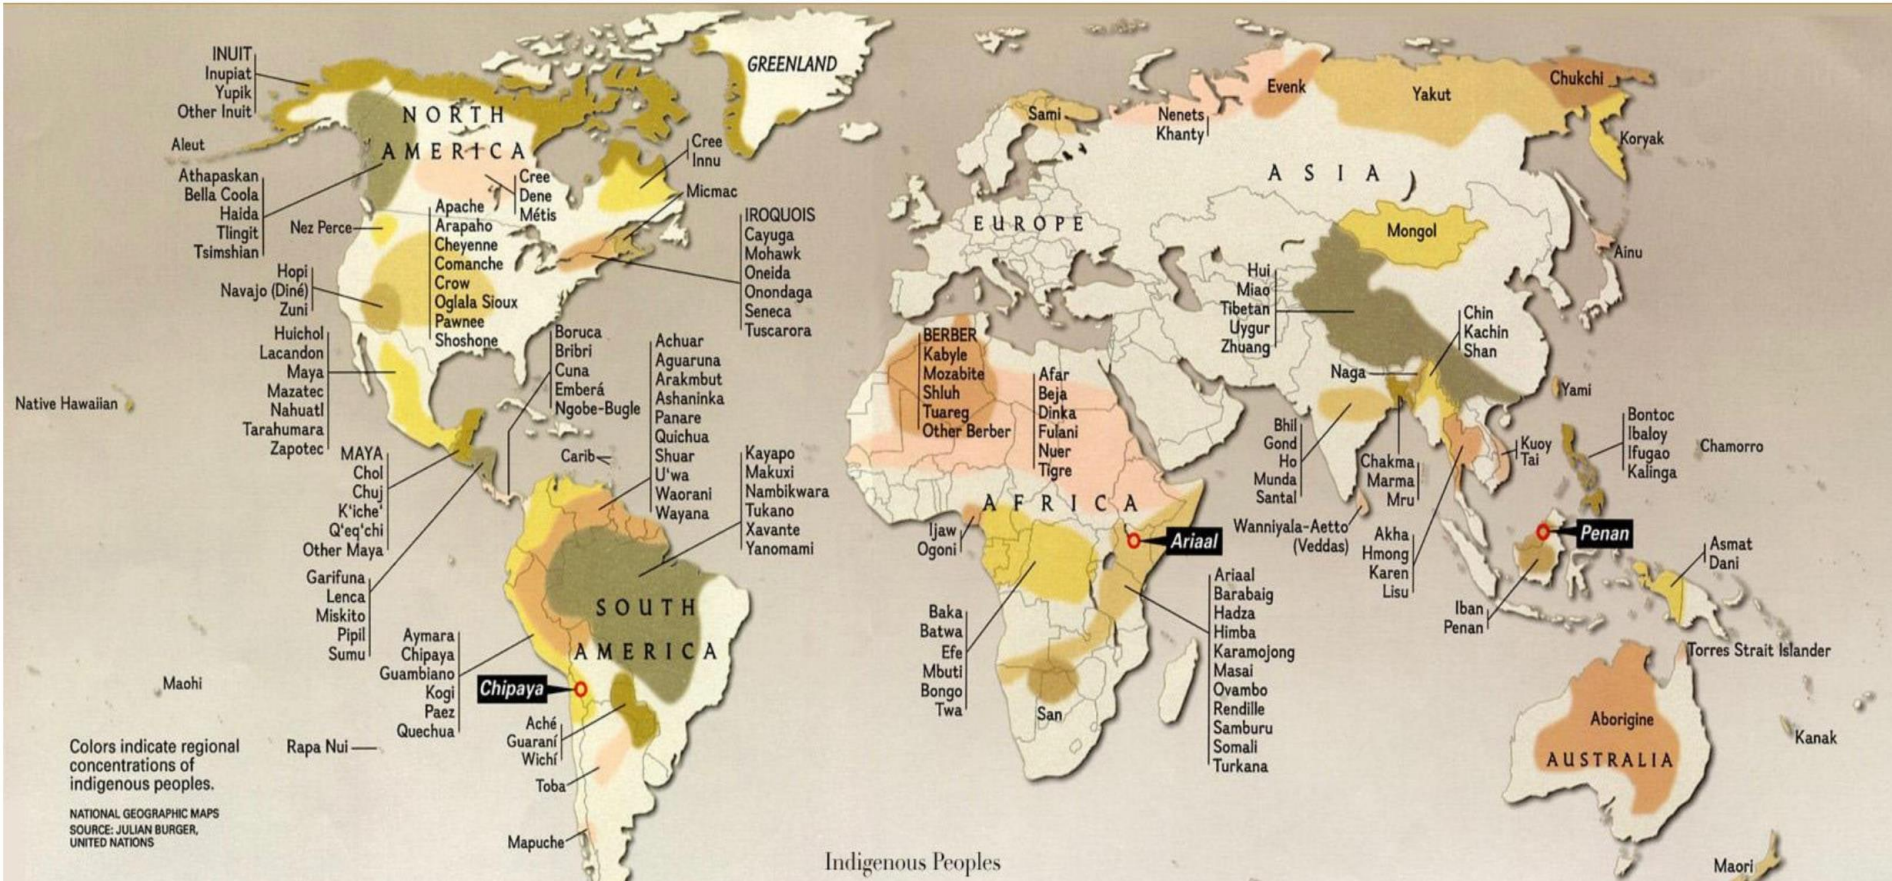 INUIT
Inupiat
Yupik
Other Inuit
Aleut
Athapaskan
Bella Coola
Haida
Tlingit
Tsimshian
NORTH
AMERICA
GREENLAND
Cree
Innu
Micmac
Cree
Dene
Métis
Nez Perce
Apache
Arapaho
Cheyenne
Comanche
Crow
Oglala Sioux
Pawnee
Shoshone
IROQUOIS
Cayuga
Mohawk
Oneida
Onondaga
Seneca
Tuscarora
Hopi
Navajo (Diné)
Zuni
Huichol
Lacandon
Maya
Mazatec
Nahuatl
Tarahumara
Zapotec
Native Hawaiian
MAYA
Chol
Chuj
K'iche'
Q'eq'chi
Other Maya
Garifuna
Lenca
Miskito
Pipil
Sumu
Boruca
Bribri
Cuna
Emberá
Ngobe-Bugle
Carib
Achuar
Aguaruna
Arakmbut
Ashaninka
Panare
Quichua
Shuar
U'wa
Waorani
Wayana
Kayapo
Makuxi
Nambikwara
Tukano
Xavante
Yanomami
SOUTH
AMERICA
Aymara
Chipaya
Guambiano
Kogi
Paez
Quechua
Chipaya
Aché
Guaraní
Wichí
Toba
Mapuche
Maohi
Rapa Nui
Colors indicate regional
concentrations of
indigenous peoples.
NATIONAL GEOGRAPHIC MAPS
SOURCE: JULIAN BURGER,
UNITED NATIONS
Sami
Nenets
Khanty
Evenk
Yakut
Chukchi
Koryak
ASIA
EUROPE
Mongol
Ainu
Hui
Miao
Tibetan
Uygur
Zhuang
Chin
Kachin
Shan
Naga
Yami
BERBER
Kabyle
Mozabite
Shluh
Tuareg
Other Berber
Afar
Beja
Dinka
Fulani
Nuer
Tigre
AFRICA
Ijaw
Ogoni
Ariaal
Baka
Batwa
Efe
Mbuti
Bongo
Twa
San
Ariaal
Barabaig
Hadza
Himba
Karamojong
Masai
Ovambo
Rendille
Samburu
Somali
Turkana
Bhil
Gond
Ho
Munda
Santal
Chakma
Marma
Mru
Wanniyala-Aetto
(Veddas)
Akha
Hmong
Karen
Lisu
Kuoy
Tai
Bontoc
Ibaloy
Ifugao
Kalinga
Chamorro
Penan
Iban
Penan
Asmat
Dani
Torres Strait Islander
Aborigine
AUSTRALIA
Kanak
Maori
Indigenous Peoples